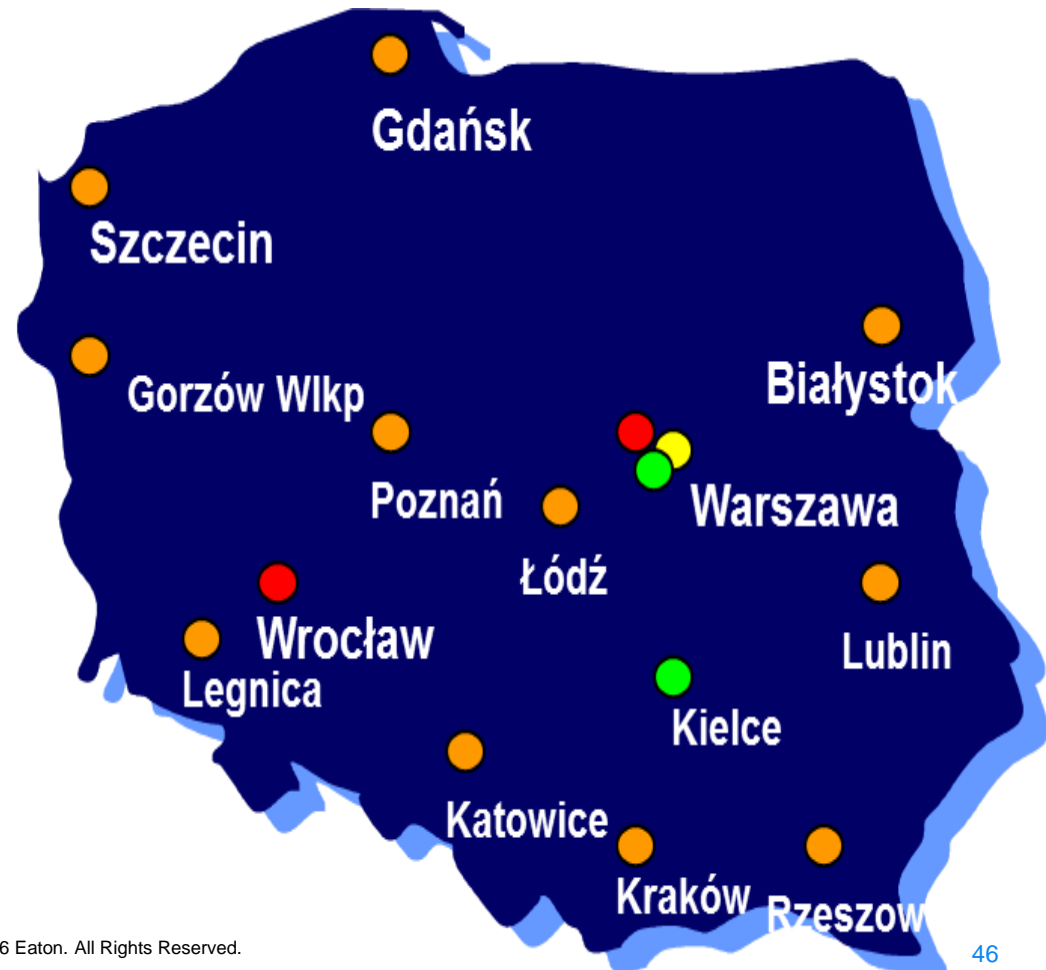 Gdańsk
Szczecin
Białystok
Gorzów Wlkp
Poznań
Warszawa
Łódź
Wrocław
Lublin
Legnica
Kielce
Katowice
Kraków
Rzeszow
6 Eaton. All Rights Reserved.
46